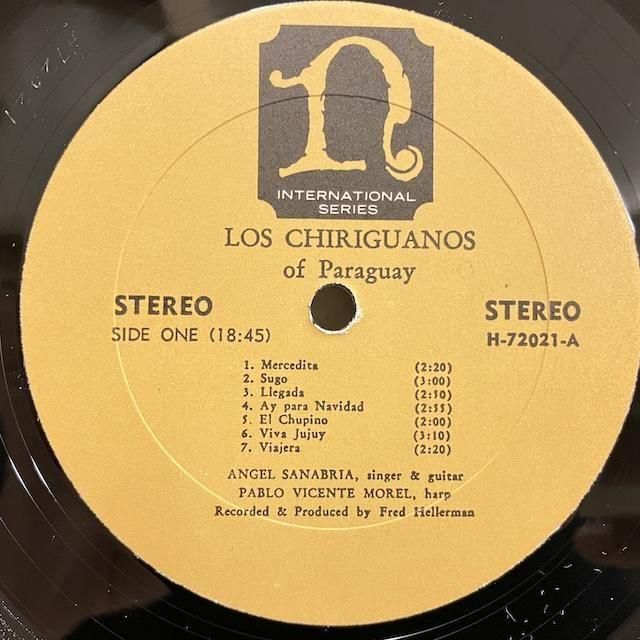 n
INTERNATIONAL
SERIES
LOS CHIRIGUANOS
of Paraguay
STEREO
SIDE ONE (18:45)
STEREO
H-72021-A
1. Mercedita (2:20)
2. Sugo (3:00)
3. Llegada (2:50)
4. Ay para Navidad (2:55)
5. El Chupino (2:00)
6. Viva Jujuy (3:10)
7. Viajera (2:20)
ANGEL SANABRIA, singer & guitar
PABLO VICENTE MOREL, harp
Recorded & Produced by Fred Hellerman